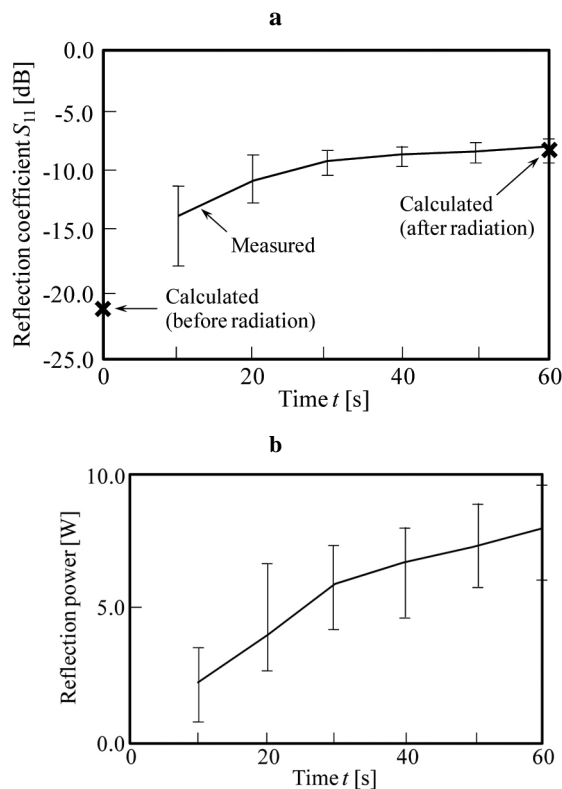 a
Reflection coefficient S11 [dB]
0.0
-5.0
-10.0
-15.0
-20.0
-25.0
Measured
Calculated
(after radiation)
Calculated
(before radiation)
0
20
40
60
Time t [s]
b
Reflection power [W]
10.0
5.0
0.0
0
20
40
60
Time t [s]